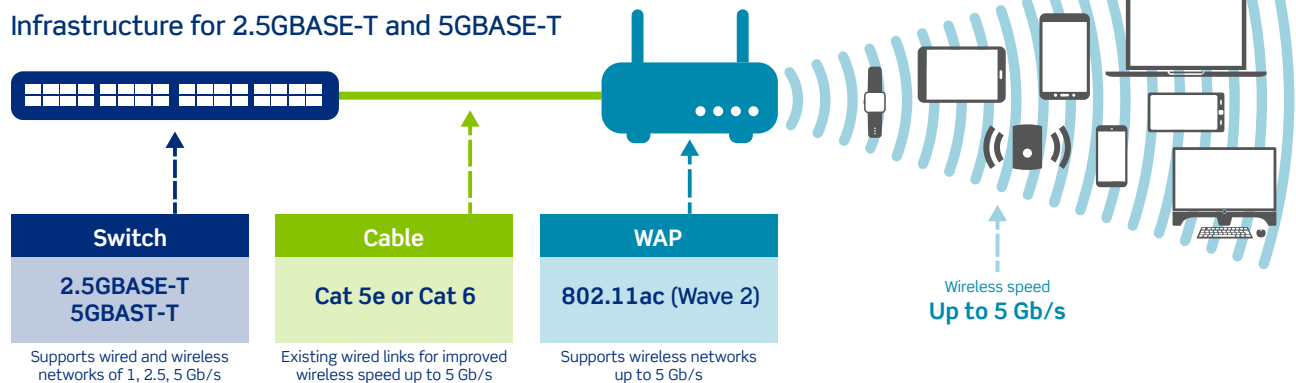 Infrastructure for 2.5GBASE-T and 5GBASE-T
Switch
2.5GBASE-T
5GBAST-T
Supports wired and wireless
networks of 1, 2.5, 5 Gb/s
Cable
Cat 5e or Cat 6
Existing wired links for improved
wireless speed up to 5 Gb/s
WAP
802.11ac (Wave 2)
Supports wireless networks
up to 5 Gb/s
Wireless speed
Up to 5 Gb/s